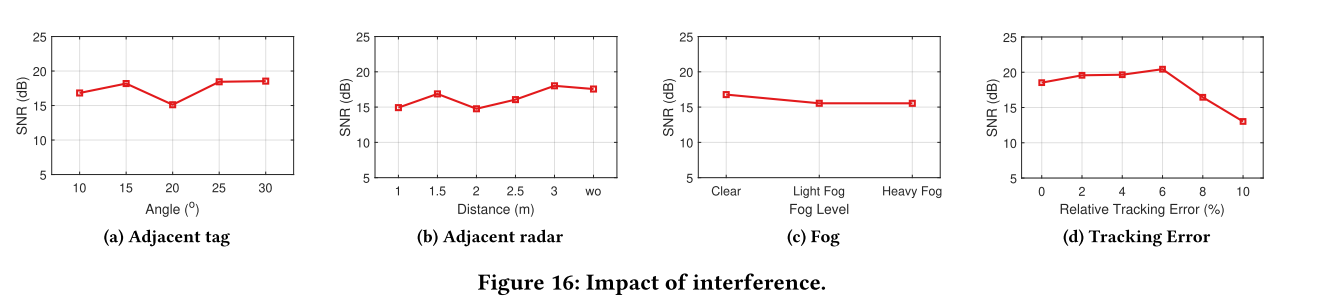 25
20
15
10
5
SNR (dB)
10 15 20 25 30
Angle (º)
(a) Adjacent tag
25
20
15
10
5
SNR (dB)
1 1.5 2 2.5 3 wo
Distance (m)
(b) Adjacent radar
25
20
15
10
5
SNR (dB)
Clear Light Fog Heavy Fog
Fog Level
(c) Fog
25
20
15
10
5
SNR (dB)
0 2 4 6 8 10
Relative Tracking Error (%)
(d) Tracking Error
Figure 16: Impact of interference.